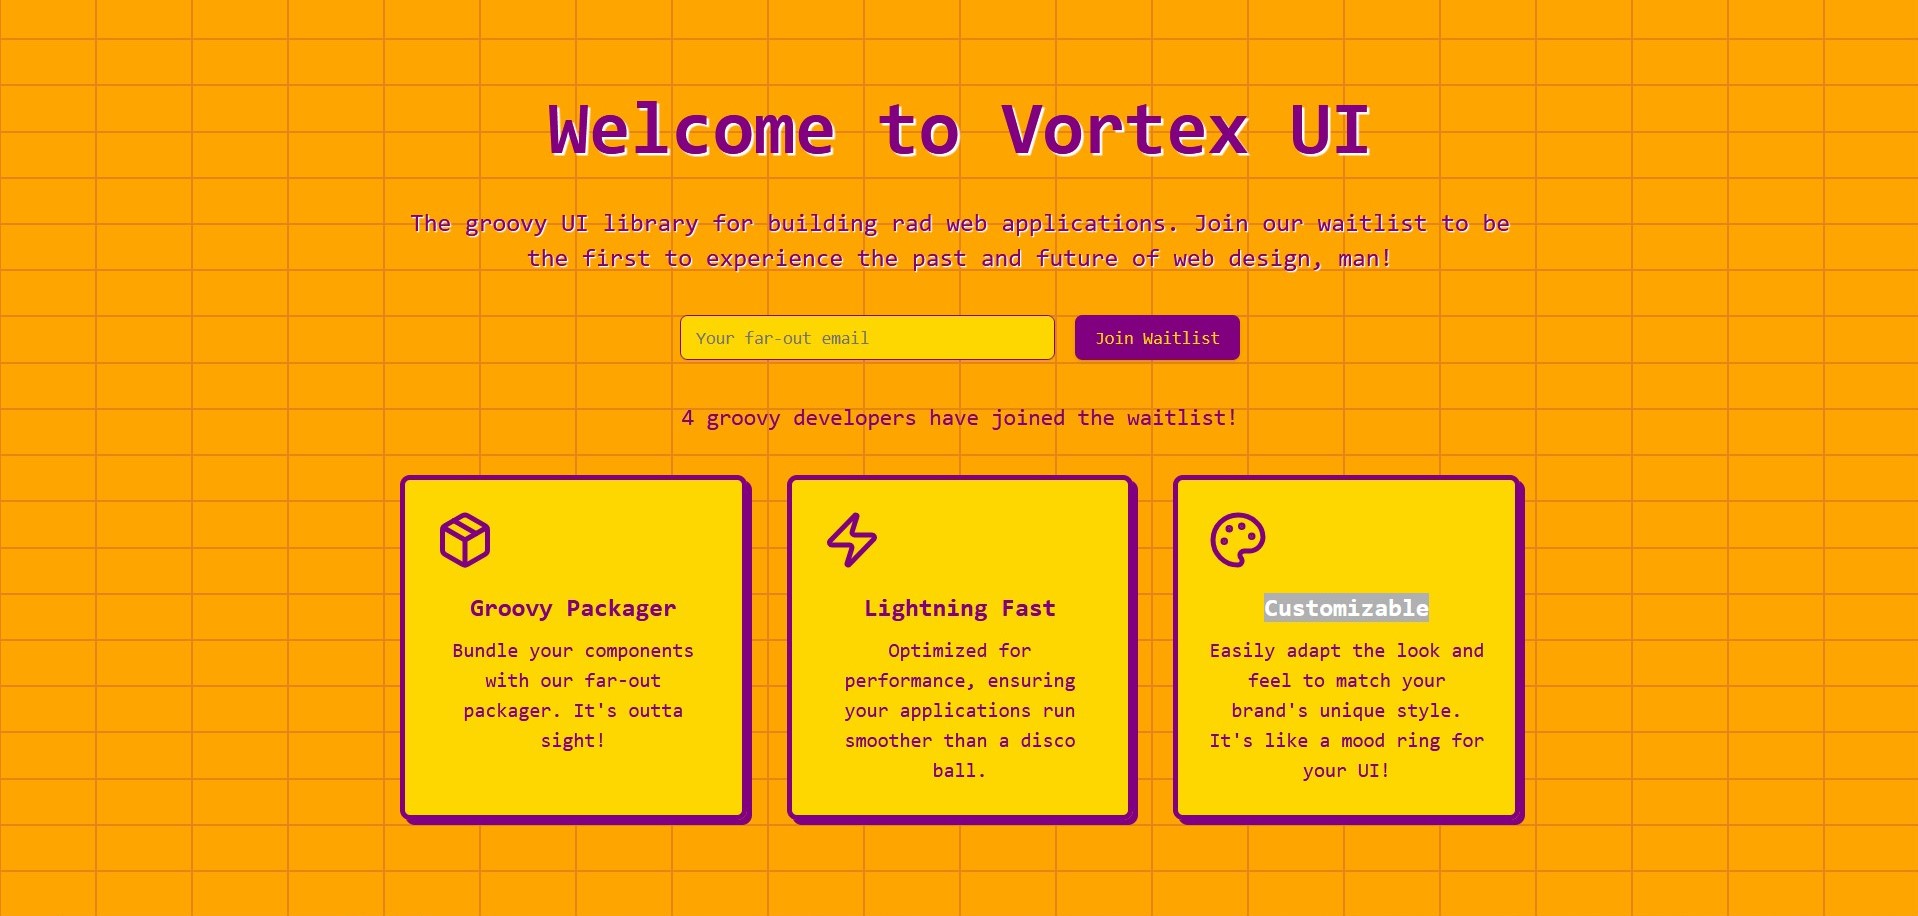 Welcome to Vortex UI
The groovy UI library for building rad web applications. Join our waitlist to be
the first to experience the past and future of web design, man!
Your far-out email
Join Waitlist
4 groovy developers have joined the waitlist!
Groovy Packager
Bundle your components
with our far-out
packager. It's outta
sight!
Lightning Fast
Optimized for
performance, ensuring
your applications run
smoother than a disco
ball.
Customizable
Easily adapt the look and
feel to match your
brand's unique style.
It's like a mood ring for
your UI!